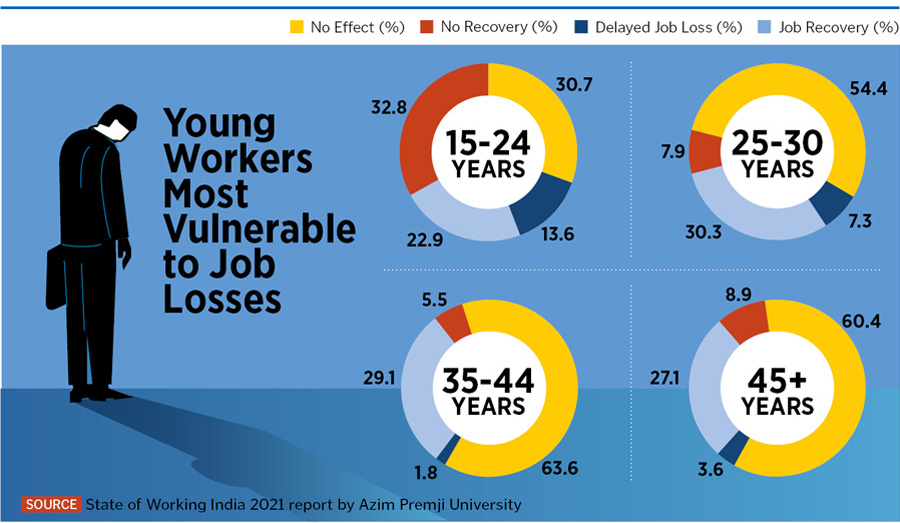 No Effect (%) No Recovery (%) Delayed Job Loss (%) Job Recovery (%)
Young
Workers
Most
Vulnerable
to Job
Losses
32.8
30.7
15-24
YEARS
22.9
13.6
54.4
7.9
25-30
YEARS
30.3
7.3
5.5
29.1
35-44
YEARS
1.8
63.6
8.9
60.4
27.1
45+
YEARS
3.6
SOURCE State of Working India 2021 report by Azim Premji University